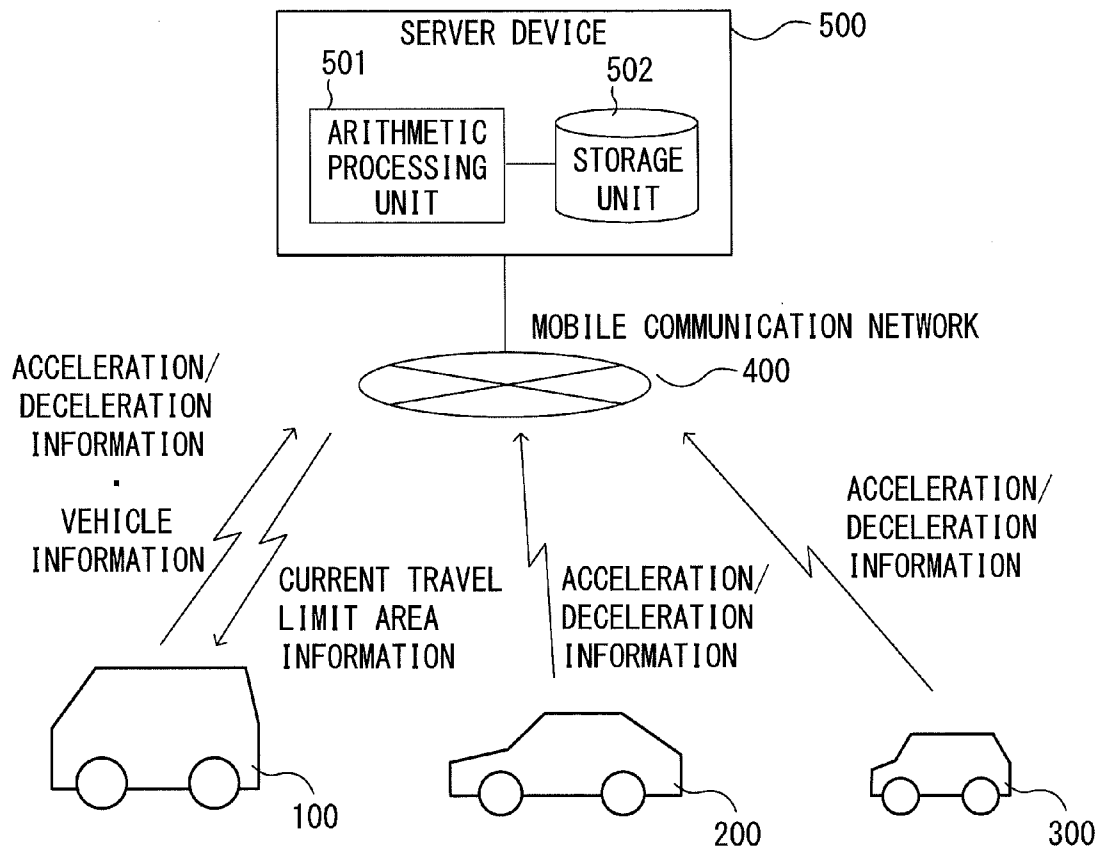 SERVER DEVICE
500
501
502
ARITHMETIC
PROCESSING
UNIT
STORAGE
UNIT
MOBILE COMMUNICATION NETWORK
400
ACCELERATION/
DECELERATION
INFORMATION
·
VEHICLE
INFORMATION
CURRENT TRAVEL
LIMIT AREA
INFORMATION
ACCELERATION/
DECELERATION
INFORMATION
ACCELERATION/
DECELERATION
INFORMATION
100
200
300